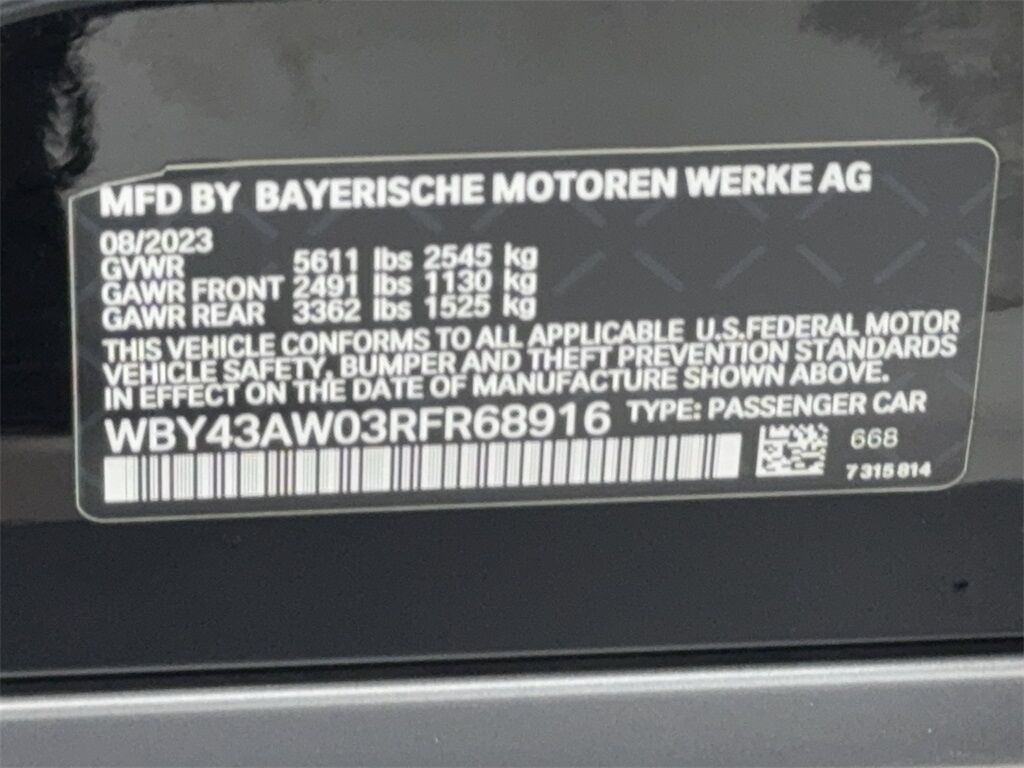 MFD BY BAYERISCHE MOTOREN WERKE AG
08/2023
GVWR 5611 lbs 2545 kg
GAWR FRONT 2491 lbs 1130 kg
GAWR REAR 3362 lbs 1525 kg
THIS VEHICLE CONFORMS TO ALL APPLICABLE U.S.FEDERAL MOTOR
VEHICLE SAFETY, BUMPER AND THEFT PREVENTION STANDARDS
IN EFFECT ON THE DATE OF MANUFACTURE SHOWN ABOVE.
WBY43AW03RFR68916 TYPE: PASSENGER CAR
668
7 315 814